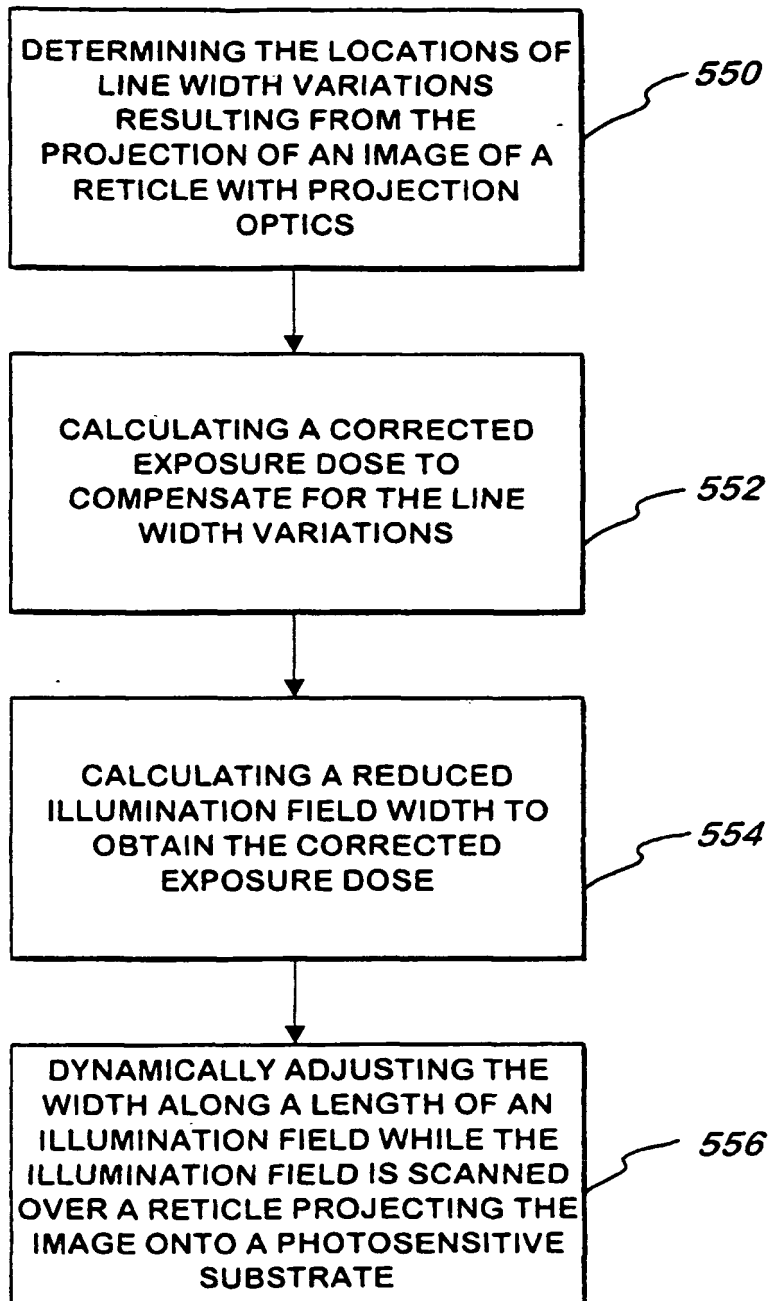 DETERMINING THE LOCATIONS OF
LINE WIDTH VARIATIONS
RESULTING FROM THE
PROJECTION OF AN IMAGE OF A
RETICLE WITH PROJECTION
OPTICS
550
CALCULATING A CORRECTED
EXPOSURE DOSE TO
COMPENSATE FOR THE LINE
WIDTH VARIATIONS
552
CALCULATING A REDUCED
ILLUMINATION FIELD WIDTH TO
OBTAIN THE CORRECTED
EXPOSURE DOSE
554
DYNAMICALLY ADJUSTING THE
WIDTH ALONG A LENGTH OF AN
ILLUMINATION FIELD WHILE THE
ILLUMINATION FIELD IS SCANNED
OVER A RETICLE PROJECTING THE
IMAGE ONTO A PHOTOSENSITIVE
SUBSTRATE
556